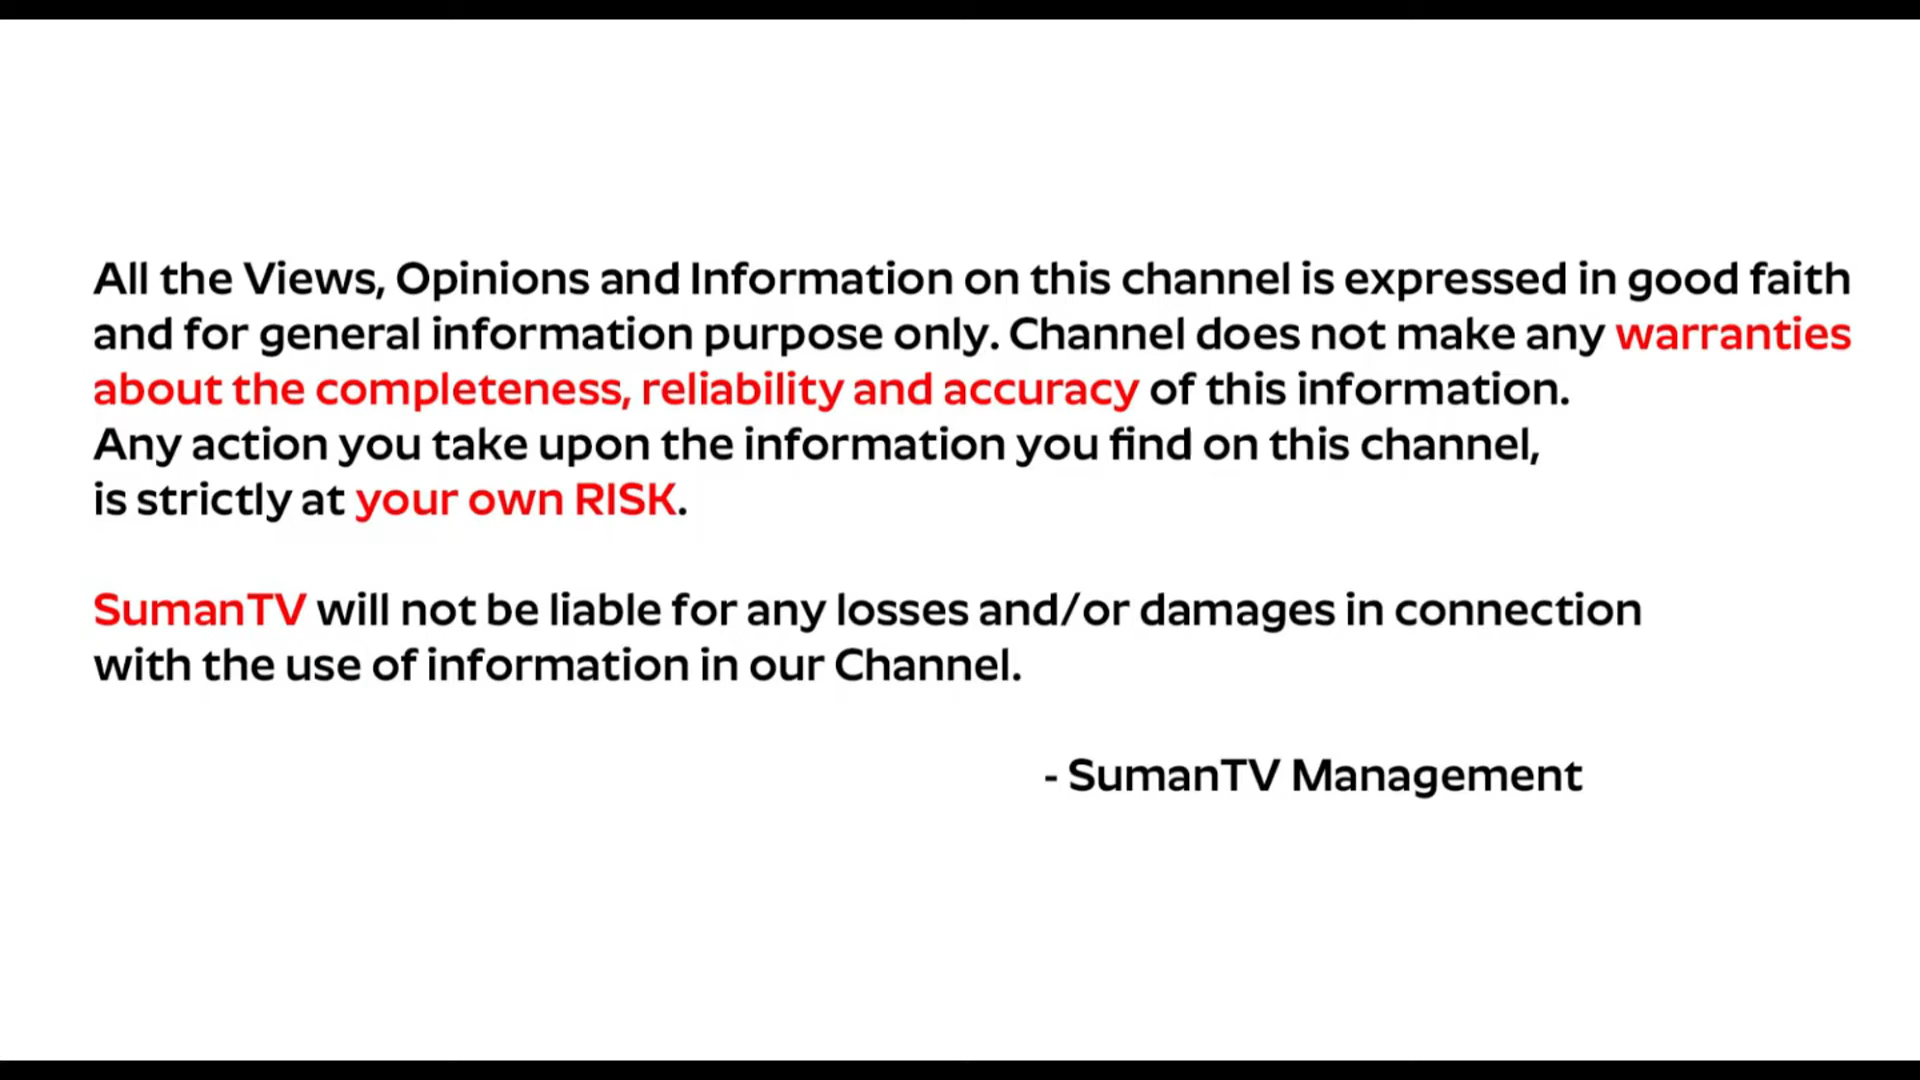 All the Views, Opinions and Information on this channel is expressed in good faith
and for general information purpose only. Channel does not make any warranties
about the completeness, reliability and accuracy of this information.
Any action you take upon the information you find on this channel,
is strictly at your own RISK.
SumanTV will not be liable for any losses and/or damages in connection
with the use of information in our Channel.
- SumanTV Management